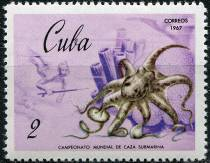 Cuba
CORREOS
1967
2
CAMPEONATO MUNDIAL DE CAZA SUBMARINA